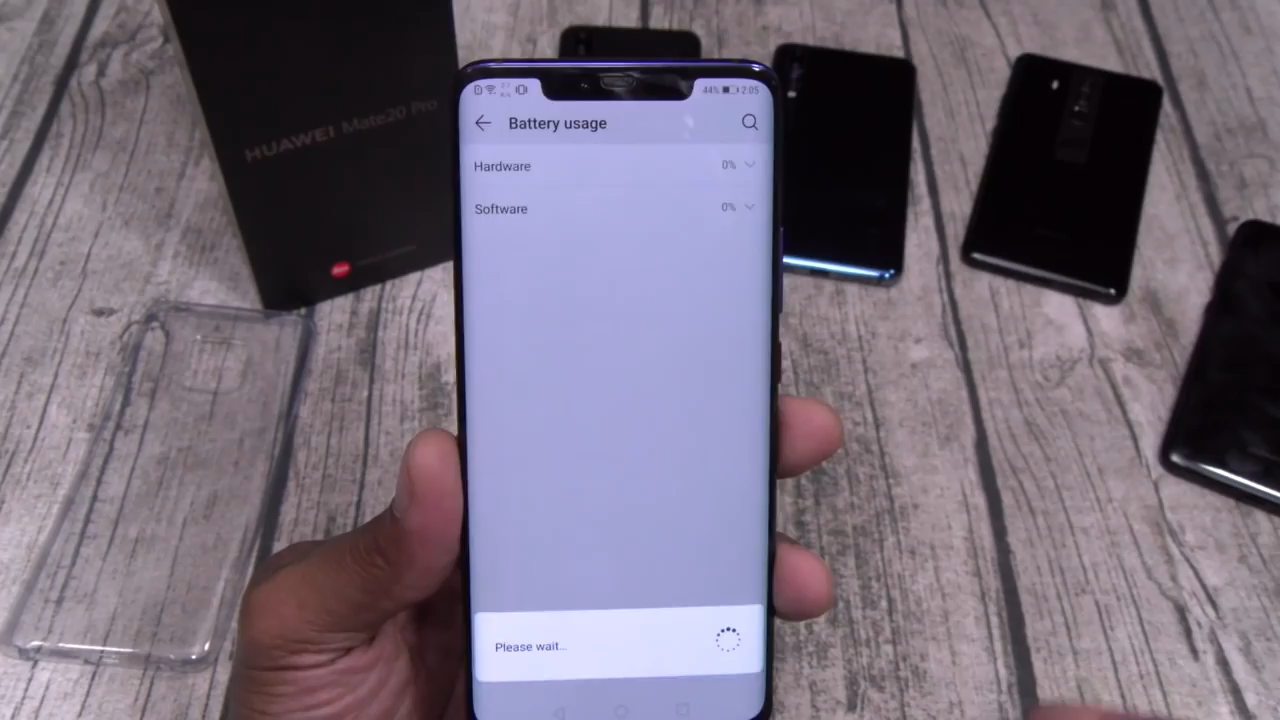 HUAWEI Mate20 Pro
44% 2:05
Battery usage
Hardware 0%
Software 0%
Please wait...